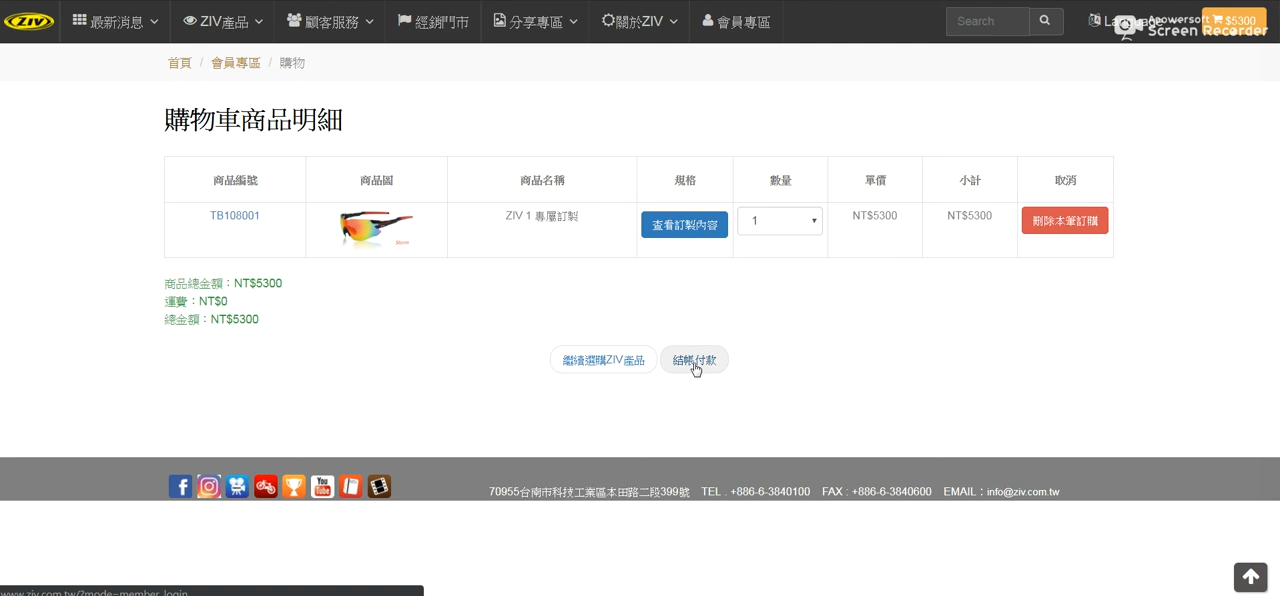 ZIV 最新消息 ZIV產品 顧客服務 經銷門市 分享專區 關於ZIV 會員專區 Search Language $5300
Apowersoft
Screen Recorder
首頁 / 會員專區 / 購物
購物車商品明細
商品編號 商品圖 商品名稱 規格 數量 單價 小計 取消
TB108001 ZIV 1 專屬訂製 查看訂製內容 1 NT$5300 NT$5300 刪除本筆訂購
商品總金額：NT$5300
運費：NT$0
總金額：NT$5300
繼續選購ZIV產品 結帳付款
You Tube
70955台南市科技工業區本田路二段399號 TEL . +886-6-3840100 FAX : +886-6-3840600 EMAIL：info@ziv.com.tw
www.ziv.com.tw/?mode=member_login